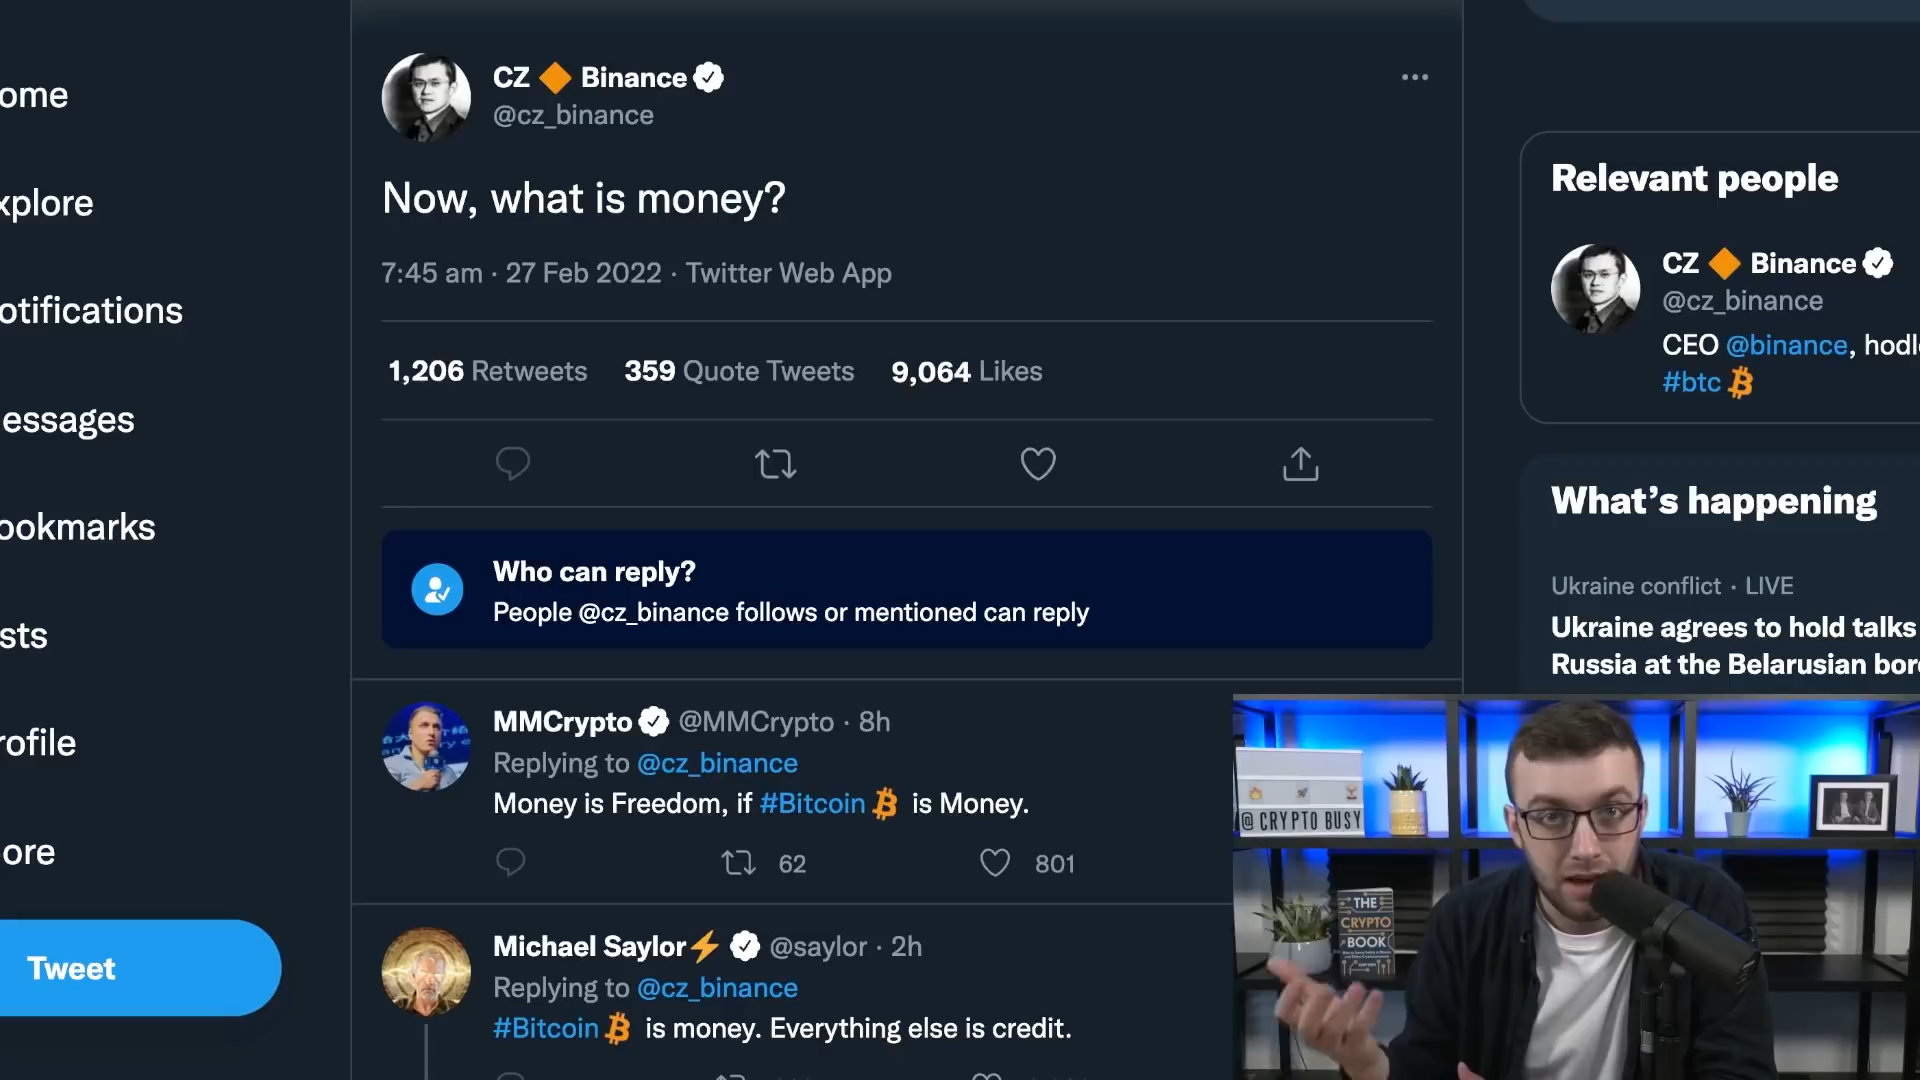 ome
xplore
otifications
essages
ookmarks
sts
rofile
ore
Tweet
CZ 🔶 Binance
@cz_binance
Now, what is money?
7:45 am · 27 Feb 2022 · Twitter Web App
1,206 Retweets 359 Quote Tweets 9,064 Likes
Who can reply?
People @cz_binance follows or mentioned can reply
MMCrypto @MMCrypto · 8h
Replying to @cz_binance
Money is Freedom, if #Bitcoin is Money.
62 801
Michael Saylor⚡ @saylor · 2h
Replying to @cz_binance
#Bitcoin is money. Everything else is credit.
Relevant people
CZ 🔶 Binance
@cz_binance
CEO @binance, hodl
#btc
What's happening
Ukraine conflict · LIVE
Ukraine agrees to hold talks
Russia at the Belarusian bor
@ CRYPTO BUSY
THE
CRYPTO
BOOK